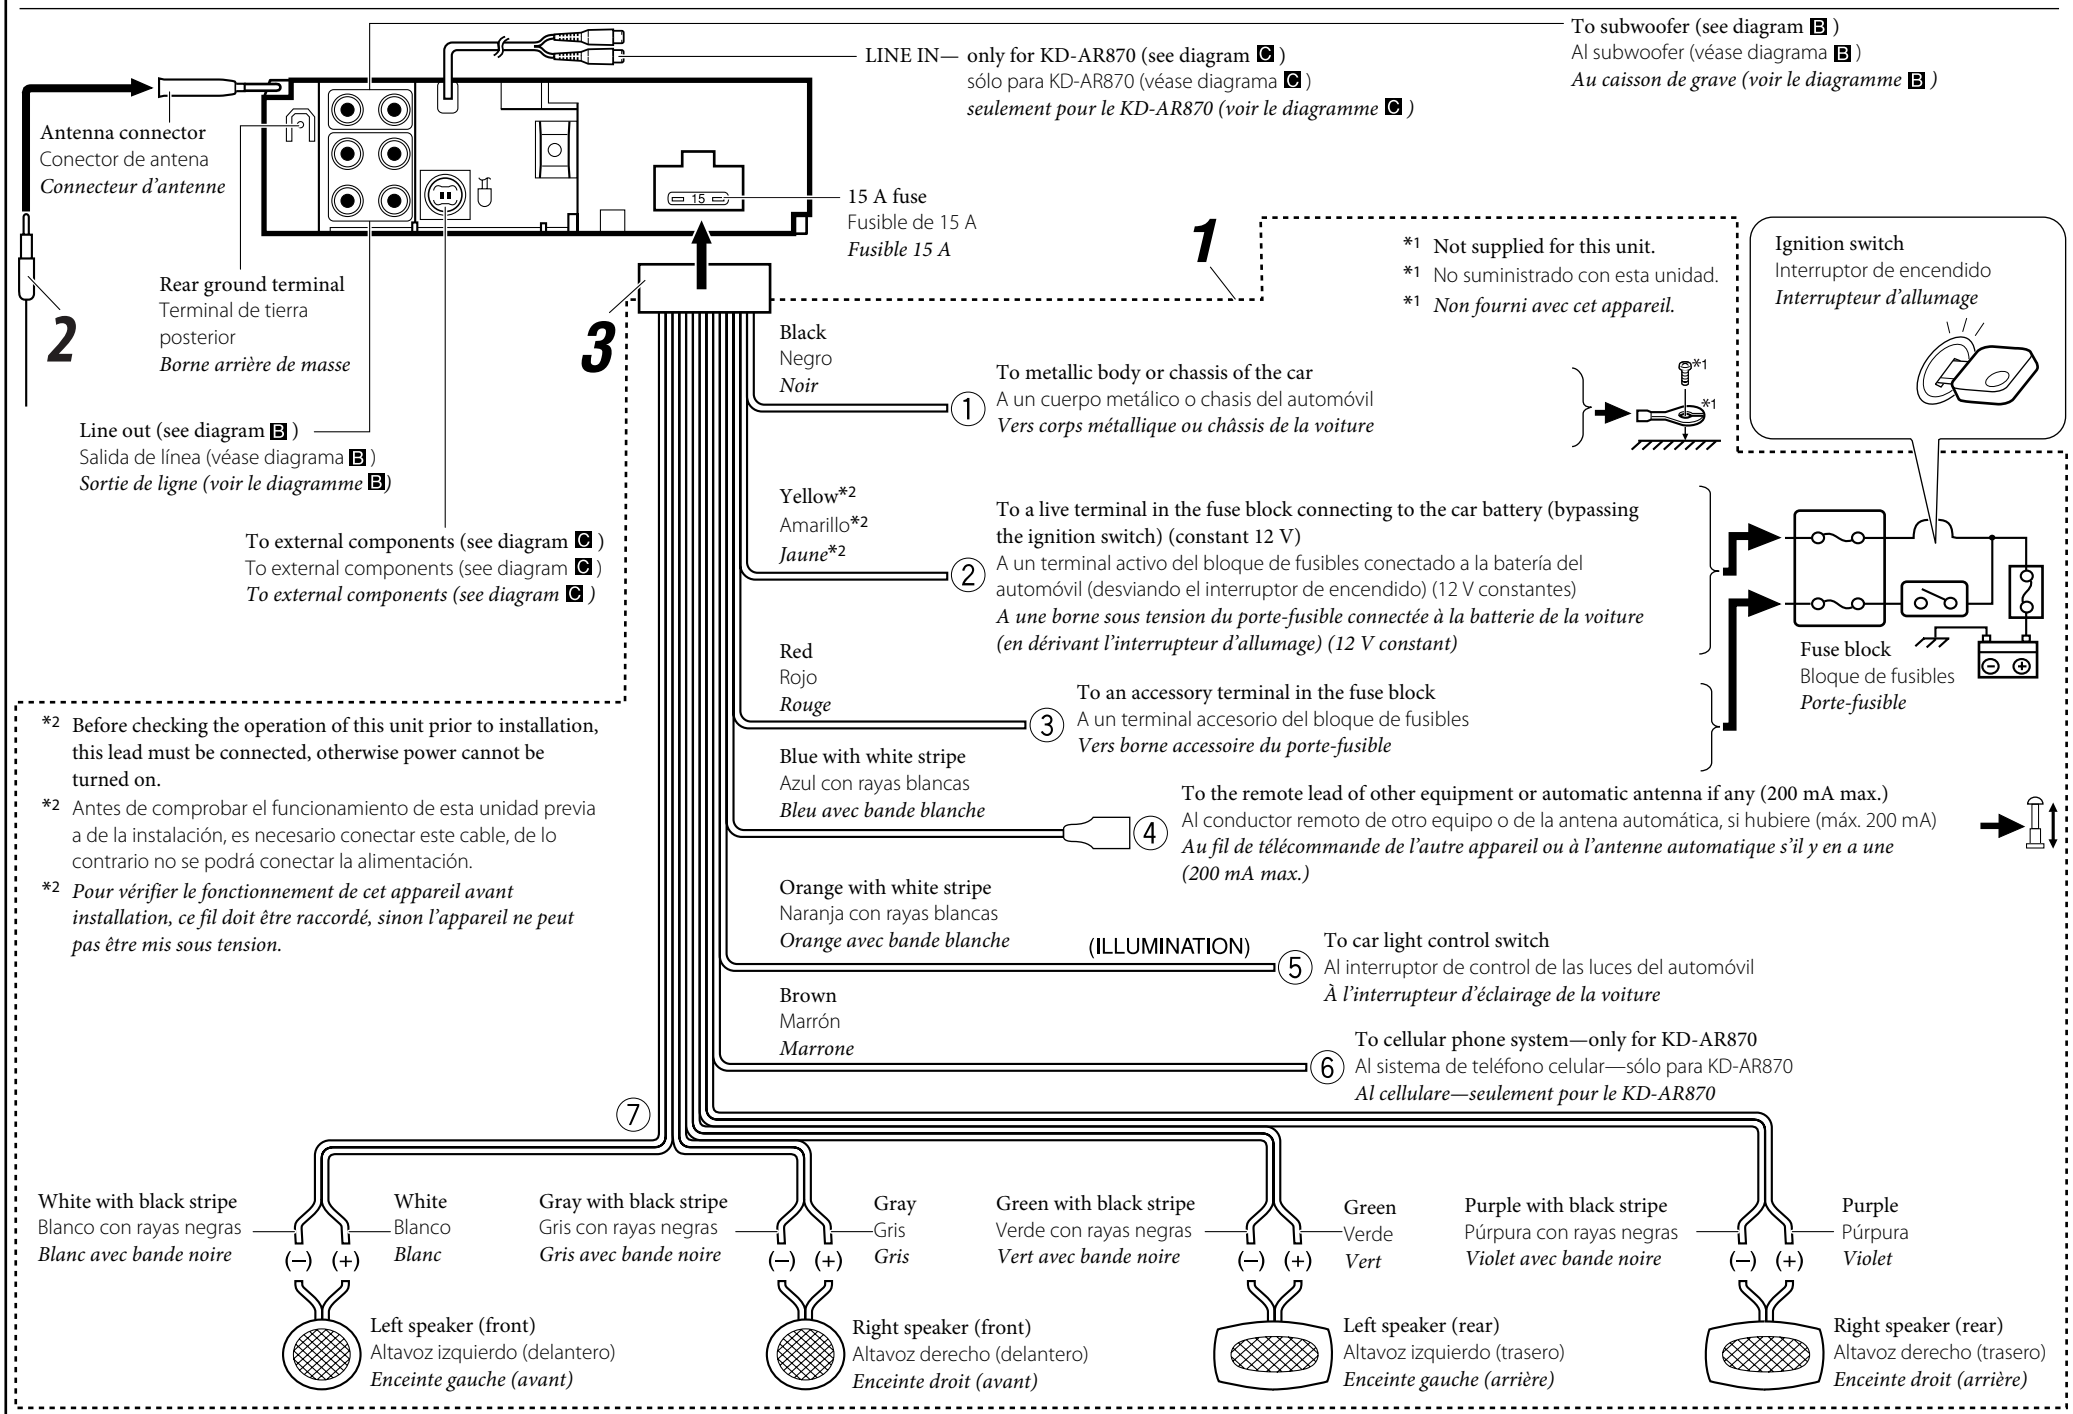 To subwoofer (see diagram B )
Al subwoofer (véase diagrama B )
Au caisson de grave (voir le diagramme B )
LINE IN— only for KD-AR870 (see diagram C )
sólo para KD-AR870 (véase diagrama C )
seulement pour le KD-AR870 (voir le diagramme C )
Antenna connector
Conector de antena
Connecteur d'antenne
15
15 A fuse
Fusible de 15 A
Fusible 15 A
2
Rear ground terminal
Terminal de tierra
posterior
Borne arrière de masse
3
1
*1 Not supplied for this unit.
*1 No suministrado con esta unidad.
*1 Non fourni avec cet appareil.
Ignition switch
Interruptor de encendido
Interrupteur d'allumage
Line out (see diagram B )
Salida de línea (véase diagrama B )
Sortie de ligne (voir le diagramme B)
To external components (see diagram C )
To external components (see diagram C )
To external components (see diagram C )
Black
Negro
Noir
1
To metallic body or chassis of the car
A un cuerpo metálico o chasis del automóvil
Vers corps métallique ou châssis de la voiture
*1
*1
Yellow*2
Amarillo*2
Jaune*2
2
To a live terminal in the fuse block connecting to the car battery (bypassing
the ignition switch) (constant 12 V)
A un terminal activo del bloque de fusibles conectado a la batería del
automóvil (desviando el interruptor de encendido) (12 V constantes)
A une borne sous tension du porte-fusible connectée à la batterie de la voiture
(en dérivant l'interrupteur d'allumage) (12 V constant)
Fuse block
Bloque de fusibles
Porte-fusible
Red
Rojo
Rouge
3
To an accessory terminal in the fuse block
A un terminal accesorio del bloque de fusibles
Vers borne accessoire du porte-fusible
*2 Before checking the operation of this unit prior to installation,
this lead must be connected, otherwise power cannot be
turned on.
*2 Antes de comprobar el funcionamiento de esta unidad previa
a de la instalación, es necesario conectar este cable, de lo
contrario no se podrá conectar la alimentación.
*2 Pour vérifier le fonctionnement de cet appareil avant
installation, ce fil doit être raccordé, sinon l'appareil ne peut
pas être mis sous tension.
Blue with white stripe
Azul con rayas blancas
Bleu avec bande blanche
4
To the remote lead of other equipment or automatic antenna if any (200 mA max.)
Al conductor remoto de otro equipo o de la antena automática, si hubiere (máx. 200 mA)
Au fil de télécommande de l'autre appareil ou à l'antenne automatique s'il y en a une
(200 mA max.)
Orange with white stripe
Naranja con rayas blancas
Orange avec bande blanche
(ILLUMINATION)
5
To car light control switch
Al interruptor de control de las luces del automóvil
À l'interrupteur d'éclairage de la voiture
Brown
Marrón
Marrone
6
To cellular phone system—only for KD-AR870
Al sistema de teléfono celular—sólo para KD-AR870
Al cellulare—seulement pour le KD-AR870
7
White with black stripe
Blanco con rayas negras
Blanc avec bande noire
(−) (+)
White
Blanco
Blanc
Left speaker (front)
Altavoz izquierdo (delantero)
Enceinte gauche (avant)
Gray with black stripe
Gris con rayas negras
Gris avec bande noire
(−) (+)
Gray
Gris
Gris
Right speaker (front)
Altavoz derecho (delantero)
Enceinte droit (avant)
Green with black stripe
Verde con rayas negras
Vert avec bande noire
(−) (+)
Green
Verde
Vert
Left speaker (rear)
Altavoz izquierdo (trasero)
Enceinte gauche (arrière)
Purple with black stripe
Púrpura con rayas negras
Violet avec bande noire
(−) (+)
Purple
Púrpura
Violet
Right speaker (rear)
Altavoz derecho (trasero)
Enceinte droit (arrière)